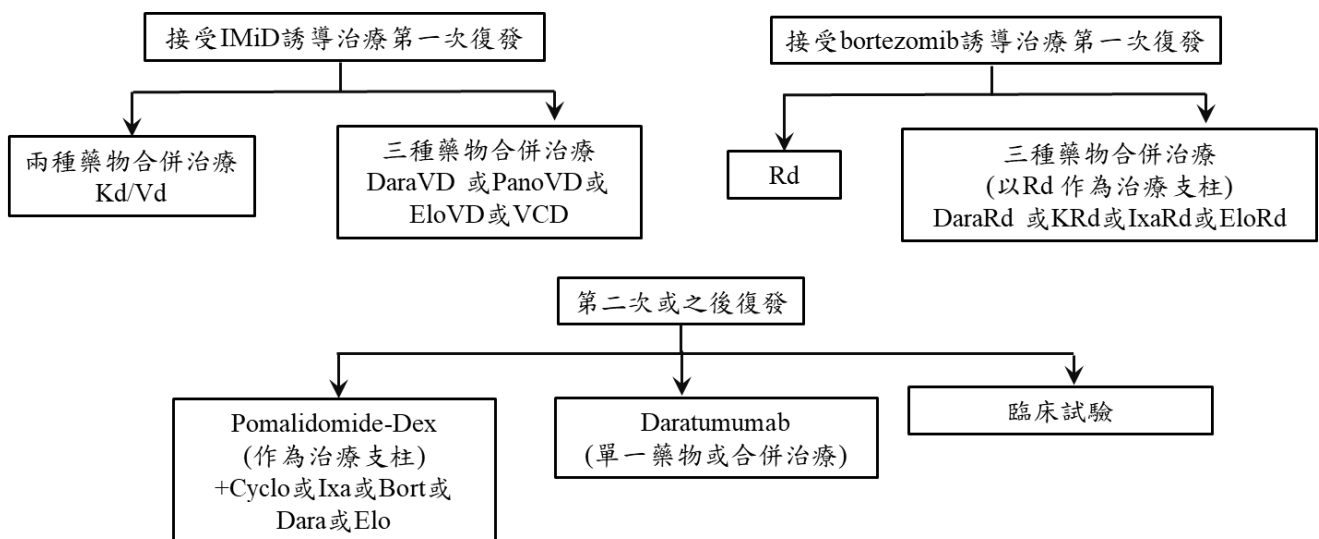 接受IMiD誘導治療第一次復發
接受bortezomib誘導治療第一次復發
兩種藥物合併治療
Kd/Vd
三種藥物合併治療
DaraVD 或PanoVD或
EloVD或VCD
Rd
三種藥物合併治療
(以Rd 作為治療支柱)
DaraRd 或KRd或IxaRd或EloRd
第二次或之後復發
Pomalidomide-Dex
(作為治療支柱)
+Cyclo或Ixa或Bort或
Dara或Elo
Daratumumab
(單一藥物或合併治療)
臨床試驗